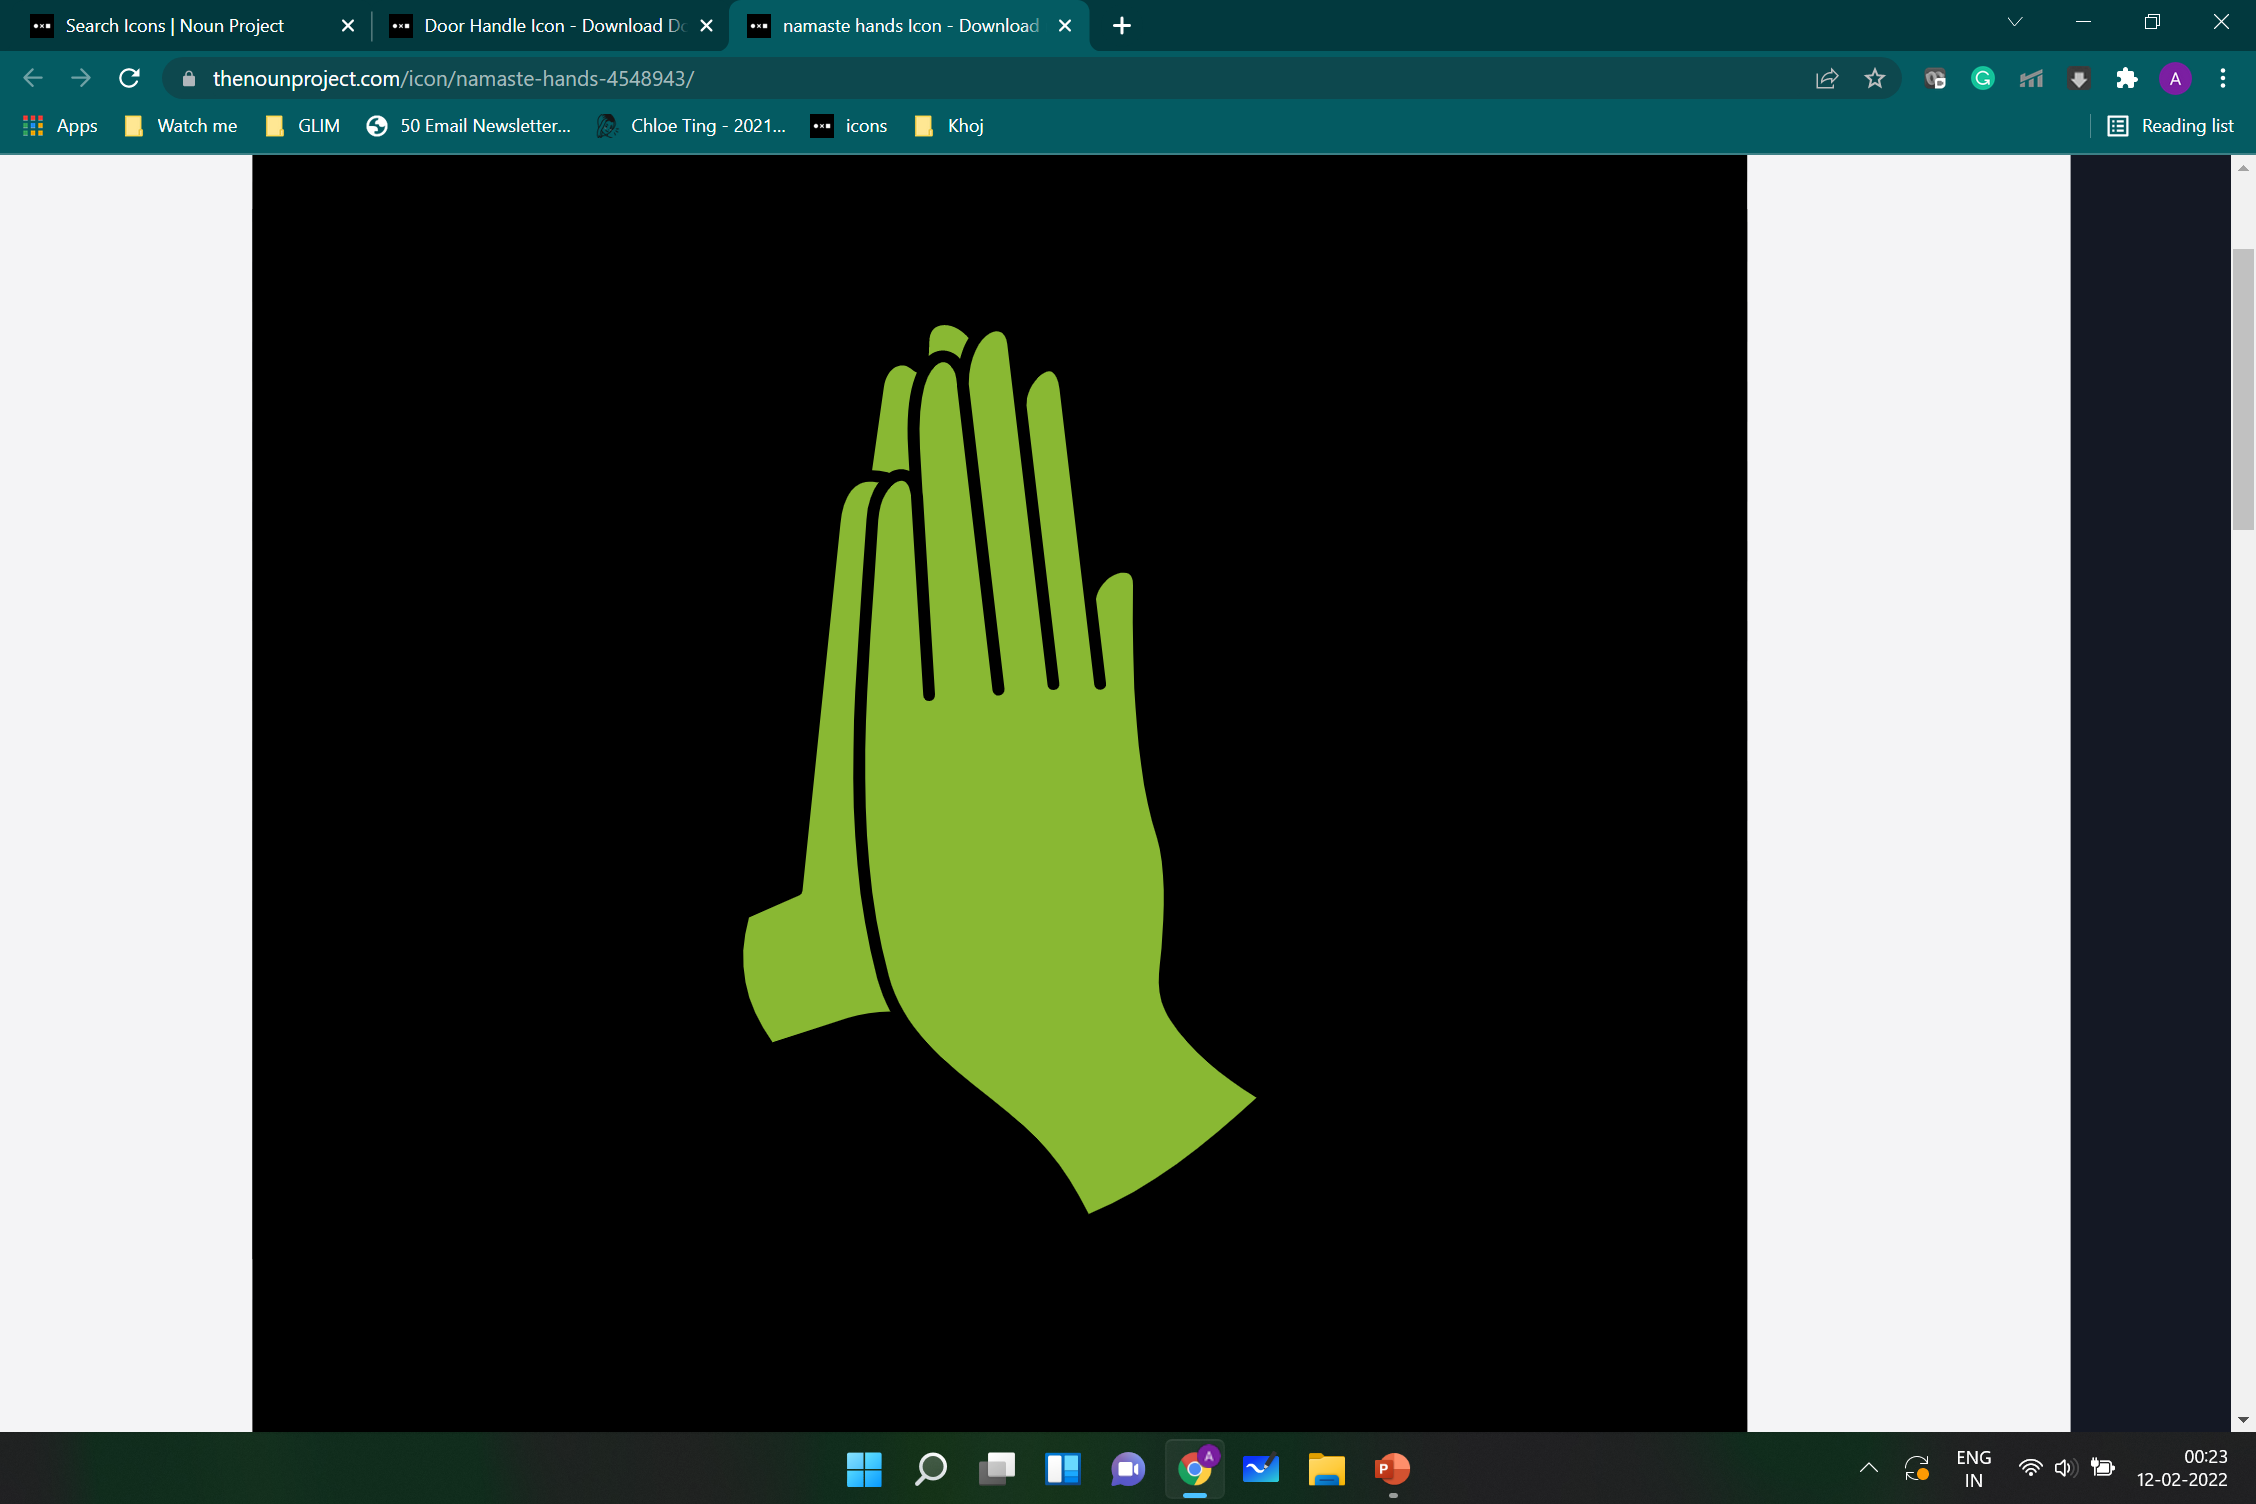 Search Icons | Noun Project
Door Handle Icon - Download Do
namaste hands Icon - Download
thenounproject.com/icon/namaste-hands-4548943/
A
Apps
Watch me
GLIM
50 Email Newsletter...
Chloe Ting - 2021...
icons
Khoj
Reading list
A
P
ENG
IN
00:23
12-02-2022